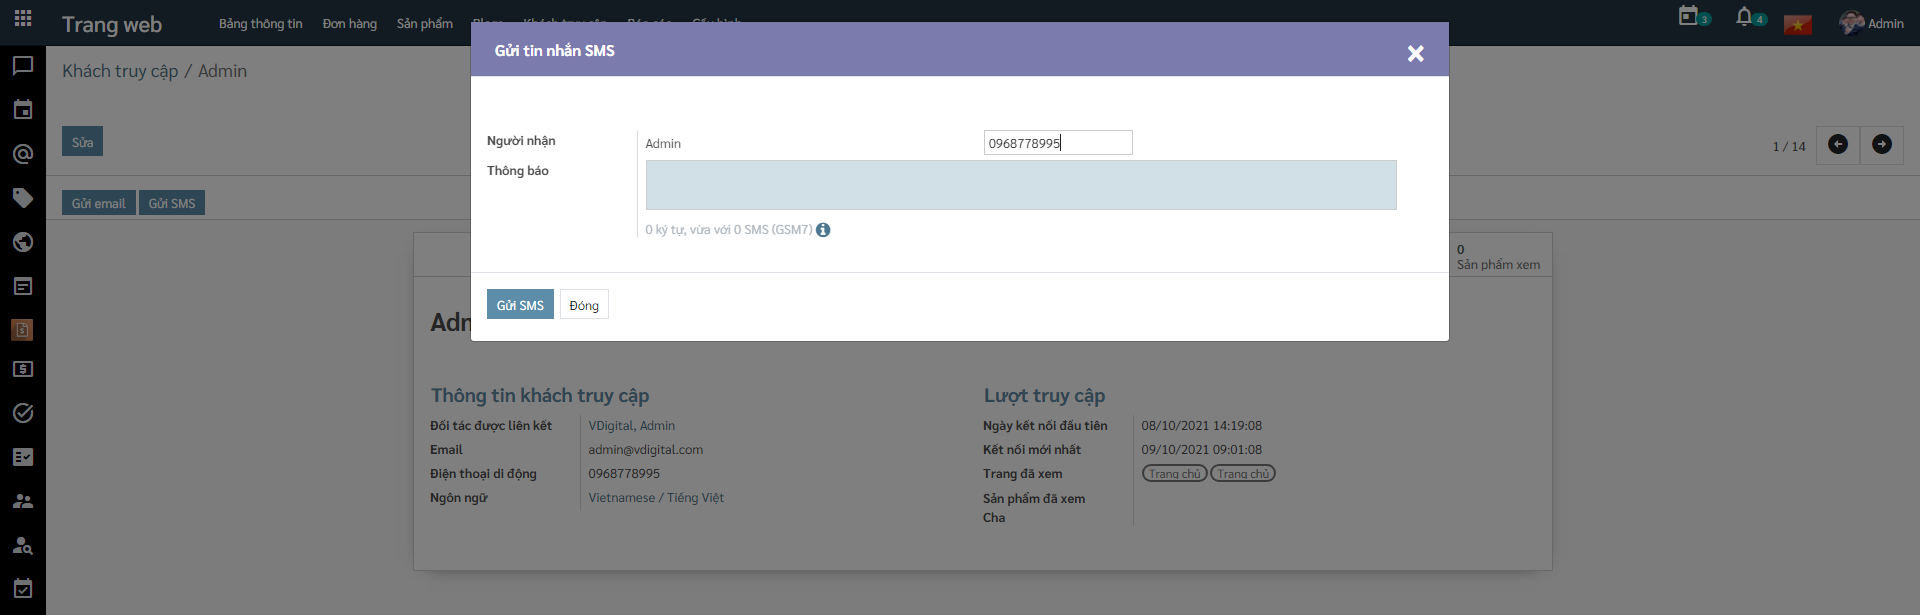 Trang web
Bảng thông tin Đơn hàng Sản phẩm
3 4 Admin
Gửi tin nhắn SMS
Khách truy cập / Admin
Sửa
1 / 14
Người nhận Admin 0968778995
Thông báo
0 ký tự, vừa với 0 SMS (GSM7)
Gửi email Gửi SMS
0
Sản phẩm xem
Gửi SMS Đóng
Thông tin khách truy cập
Đối tác được liên kết VDigital, Admin
Email admin@vdigital.com
Điện thoại di động 0968778995
Ngôn ngữ Vietnamese / Tiếng Việt
Lượt truy cập
Ngày kết nối đầu tiên 08/10/2021 14:19:08
Kết nối mới nhất 09/10/2021 09:01:08
Trang đã xem Trang chủ Trang chủ
Sản phẩm đã xem
Cha